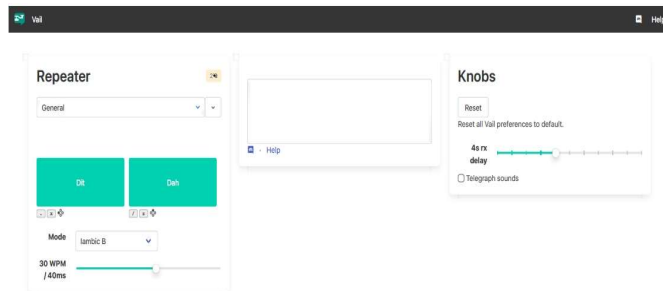 Vail
Help
Repeater
General
Dit
Dah
. x
/ x
Mode
Iambic B
30 WPM
/ 40ms
- Help
Knobs
Reset
Reset all Vail preferences to default.
4s rx
delay
Telegraph sounds